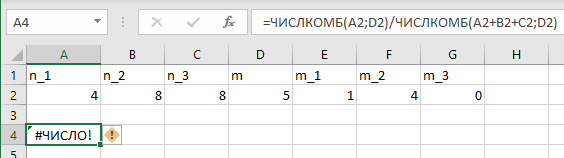 A4 =ЧИСЛКОМБ(A2;D2)/ЧИСЛКОМБ(A2+B2+C2;D2)
A B C D E F G H
1 n_1 n_2 n_3 m m_1 m_2 m_3
2 4 8 8 5 1 4 0
3
4 #ЧИСЛО!
5